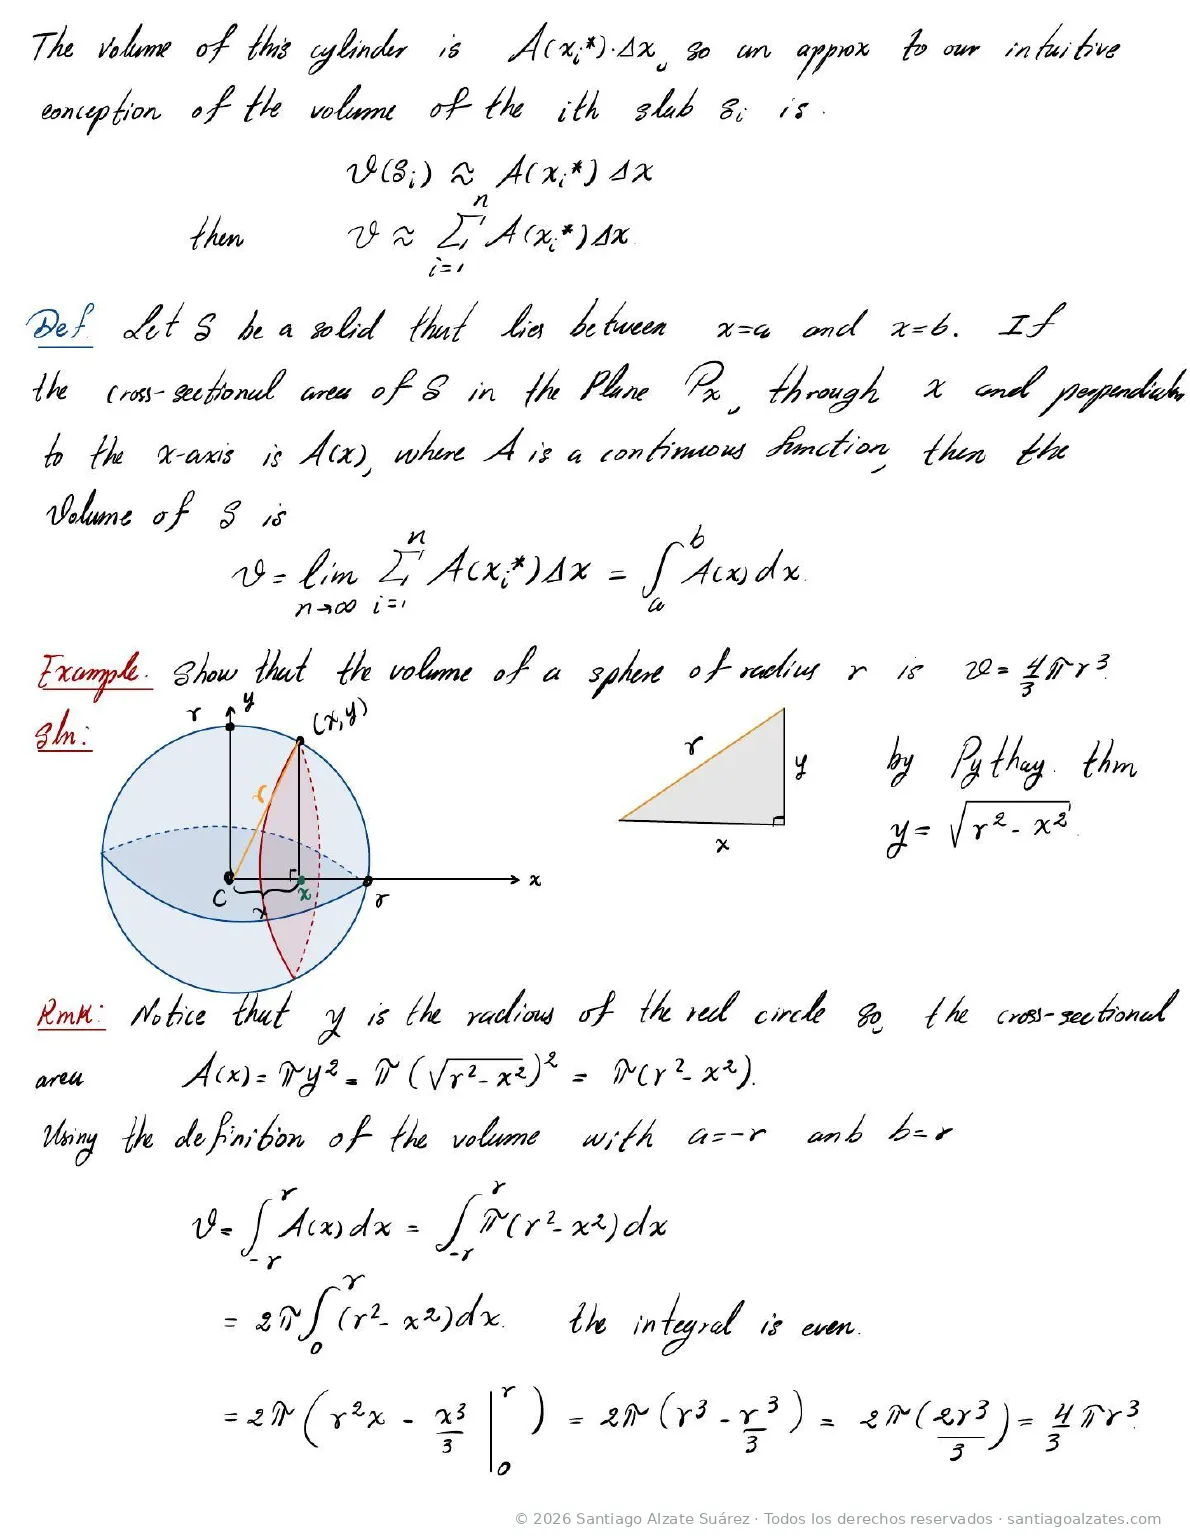 The volume of this cylinder is A(xᵢ*)·Δx, so an approx to our intuitive
conception of the volume of the ith slab Sᵢ is.
V(Sᵢ) ≈ A(xᵢ*) Δx
then V ≈ ∑ᵢ₌₁ⁿ A(xᵢ*)Δx.
Def. Let S be a solid that lies between x=a and x=b. If
the cross-sectional area of S in the Plane Pₓ, through x and perpendicular
to the x-axis is A(x), where A is a continuous function, then the
Volume of S is
V = lim_{n→∞} ∑ᵢ₌₁ⁿ A(xᵢ*)Δx = ∫ₐᵇ A(x)dx.
Example. Show that the volume of a sphere of radius r is V = 4/3 πr³.
Sln:
r y (x,y)
r
C x x r x
r y
x
by Pythag. thm
y = √(r² - x²).
Rmk: Notice that y is the radious of the red circle so, the cross-sectional
area A(x) = πy² = π(√(r² - x²))² = π(r² - x²).
Using the definition of the volume with a=-r anb b=r
V = ∫₋ᵣʳ A(x)dx = ∫₋ᵣʳ π(r² - x²)dx
= 2π∫₀ʳ (r² - x²)dx. the integral is even.
= 2π(r²x - x³/3 |₀ʳ) = 2π(r³ - r³/3) = 2π(2r³/3) = 4/3 πr³.
© 2026 Santiago Alzate Suárez · Todos los derechos reservados · santiagoalzates.com